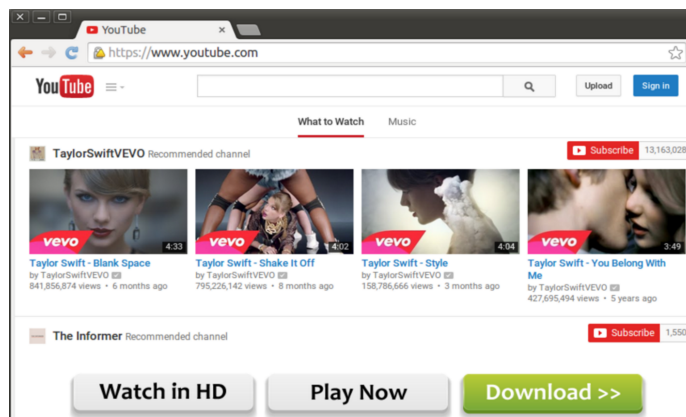 YouTube
https://www.youtube.com
YouTube
Upload
Sign in
What to Watch
Music
TaylorSwiftVEVO Recommended channel
Subscribe 13,163,028
vevo 4:33
vevo 4:02
vevo 4:04
vevo 3:49
Taylor Swift - Blank Space
by TaylorSwiftVEVO
841,856,874 views • 6 months ago
Taylor Swift - Shake It Off
by TaylorSwiftVEVO
795,226,142 views • 8 months ago
Taylor Swift - Style
by TaylorSwiftVEVO
158,786,666 views • 3 months ago
Taylor Swift - You Belong With
Me
by TaylorSwiftVEVO
427,695,494 views • 5 years ago
The Informer Recommended channel
Subscribe 1,550
Watch in HD
Play Now
Download >>